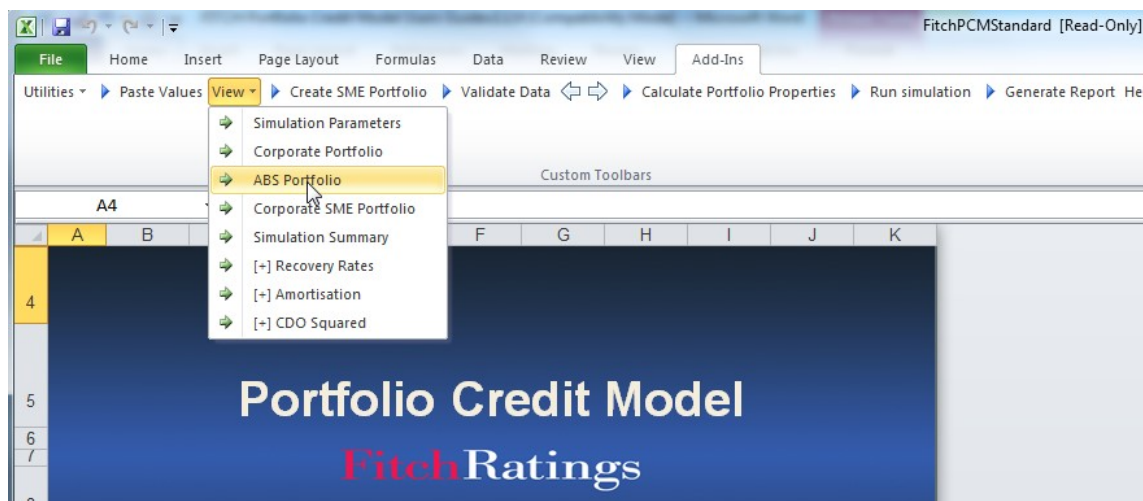 FitchPCMStandard [Read-Only]
File Home Insert Page Layout Formulas Data Review View Add-Ins
Utilities Paste Values View Create SME Portfolio Validate Data Calculate Portfolio Properties Run simulation Generate Report He
Simulation Parameters
Corporate Portfolio
ABS Portfolio
Custom Toolbars
A4
Corporate SME Portfolio
A B F G H I J K
Simulation Summary
[+] Recovery Rates
[+] Amortisation
4
[+] CDO Squared
5 Portfolio Credit Model
6
7 FitchRatings